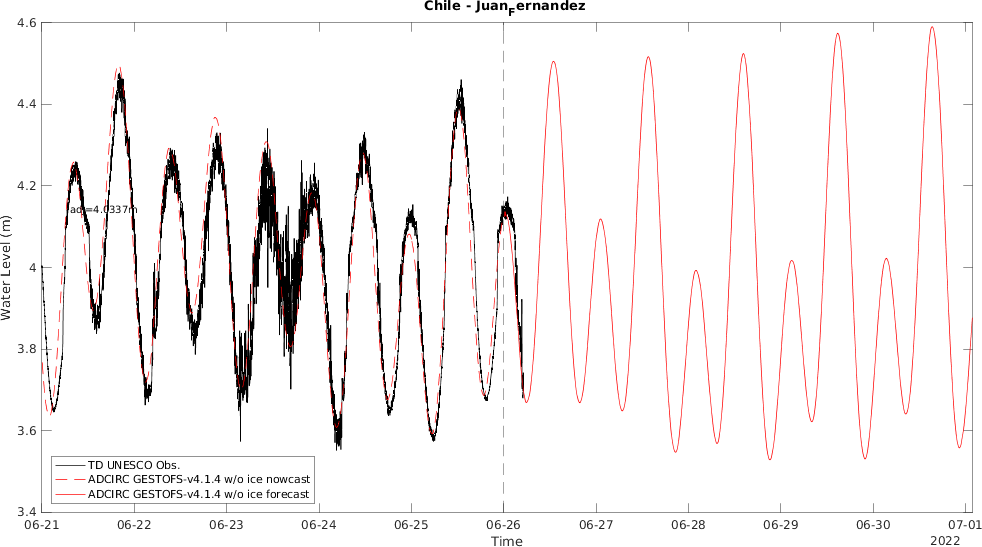 Chile - JuanFernandez
4.6
4.4
4.2
4
3.8
3.6
3.4
Water Level (m)
adj=4.0337m
TD UNESCO Obs.
ADCIRC GESTOFS-v4.1.4 w/o ice nowcast
ADCIRC GESTOFS-v4.1.4 w/o ice forecast
06-21 06-22 06-23 06-24 06-25 06-26 06-27 06-28 06-29 06-30 07-01
Time
2022